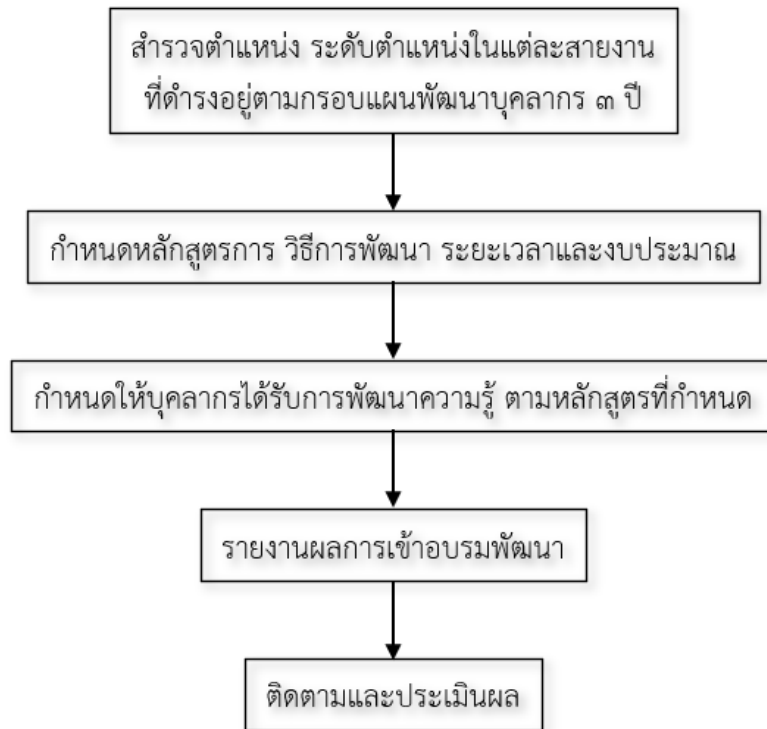 สำรวจตำแหน่ง ระดับตำแหน่งในแต่ละสายงาน
ที่ดำรงอยู่ตามกรอบแผนพัฒนาบุคลากร ๓ ปี
กำหนดหลักสูตรการ วิธีการพัฒนา ระยะเวลาและงบประมาณ
กำหนดให้บุคลากรได้รับการพัฒนาความรู้ ตามหลักสูตรที่กำหนด
รายงานผลการเข้าอบรมพัฒนา
ติดตามและประเมินผล